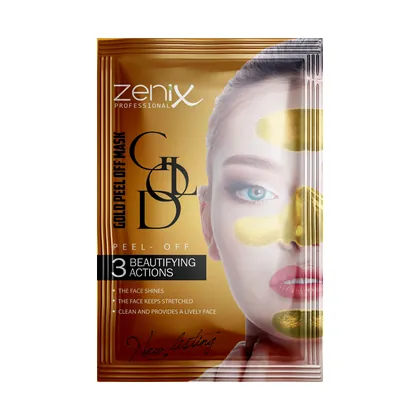 zenix
PROFESSIONAL
GOLD PEEL OFF MASK
GOLD
PEEL- OFF
3 BEAUTIFYING
ACTIONS
• THE FACE SHINES
• THE FACE KEEPS STRETCHED
• CLEAN AND PROVIDES A LIVELY FACE